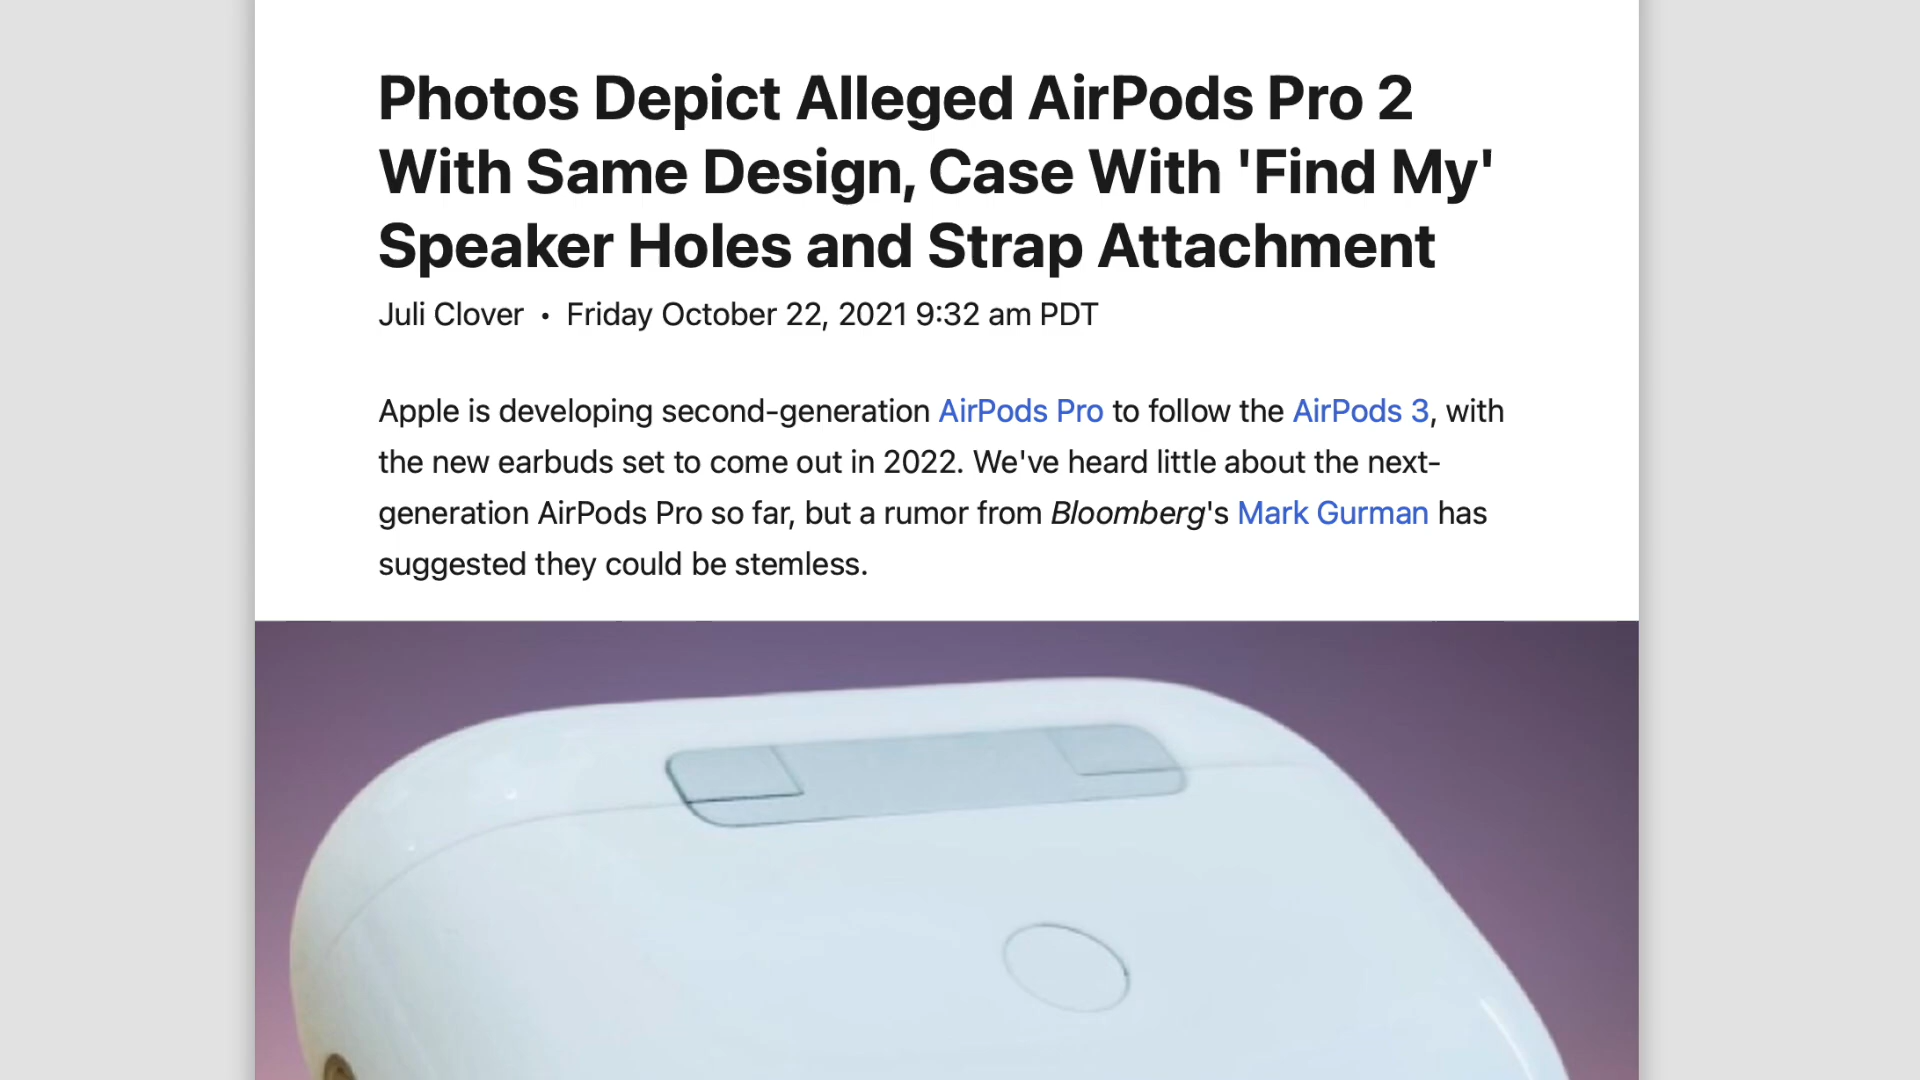 Photos Depict Alleged AirPods Pro 2
With Same Design, Case With 'Find My'
Speaker Holes and Strap Attachment
Juli Clover • Friday October 22, 2021 9:32 am PDT
Apple is developing second-generation AirPods Pro to follow the AirPods 3, with
the new earbuds set to come out in 2022. We've heard little about the next-
generation AirPods Pro so far, but a rumor from Bloomberg's Mark Gurman has
suggested they could be stemless.